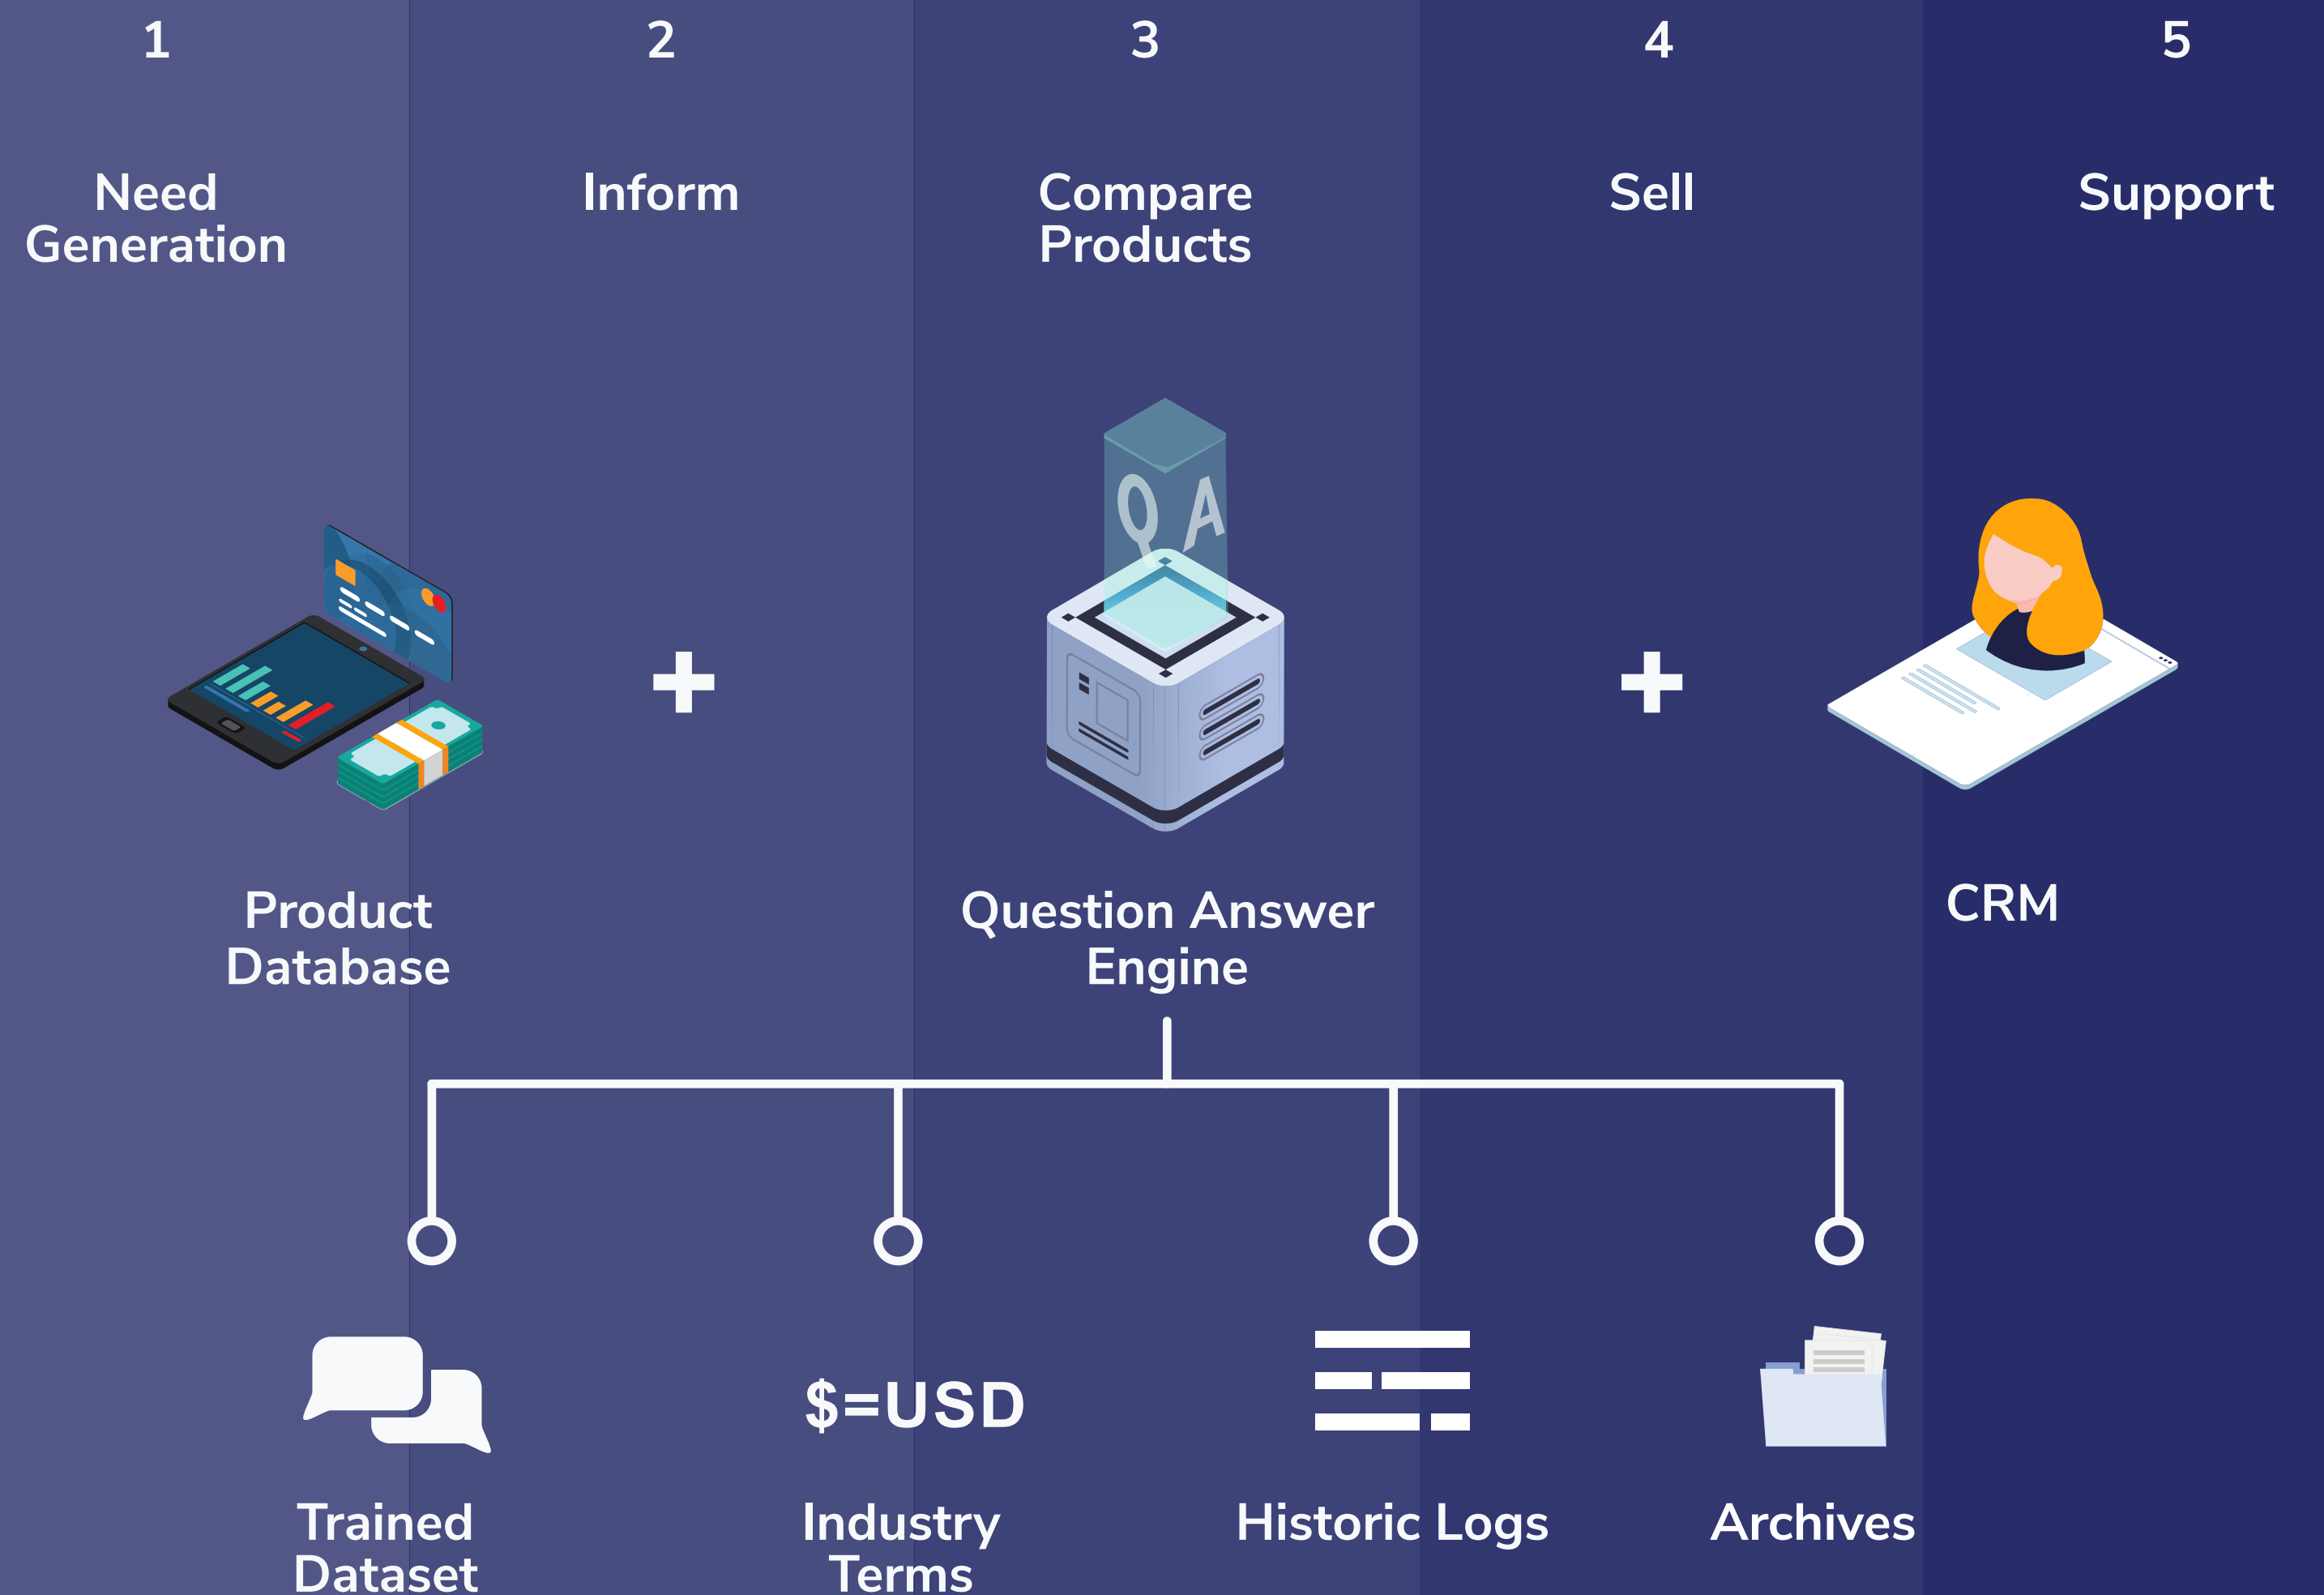 1
2
3
4
5
Need
Generation
Inform
Compare
Products
Sell
Support
Q A
Product
Database
Question Answer
Engine
CRM
$=USD
Trained
Dataset
Industry
Terms
Historic Logs
Archives